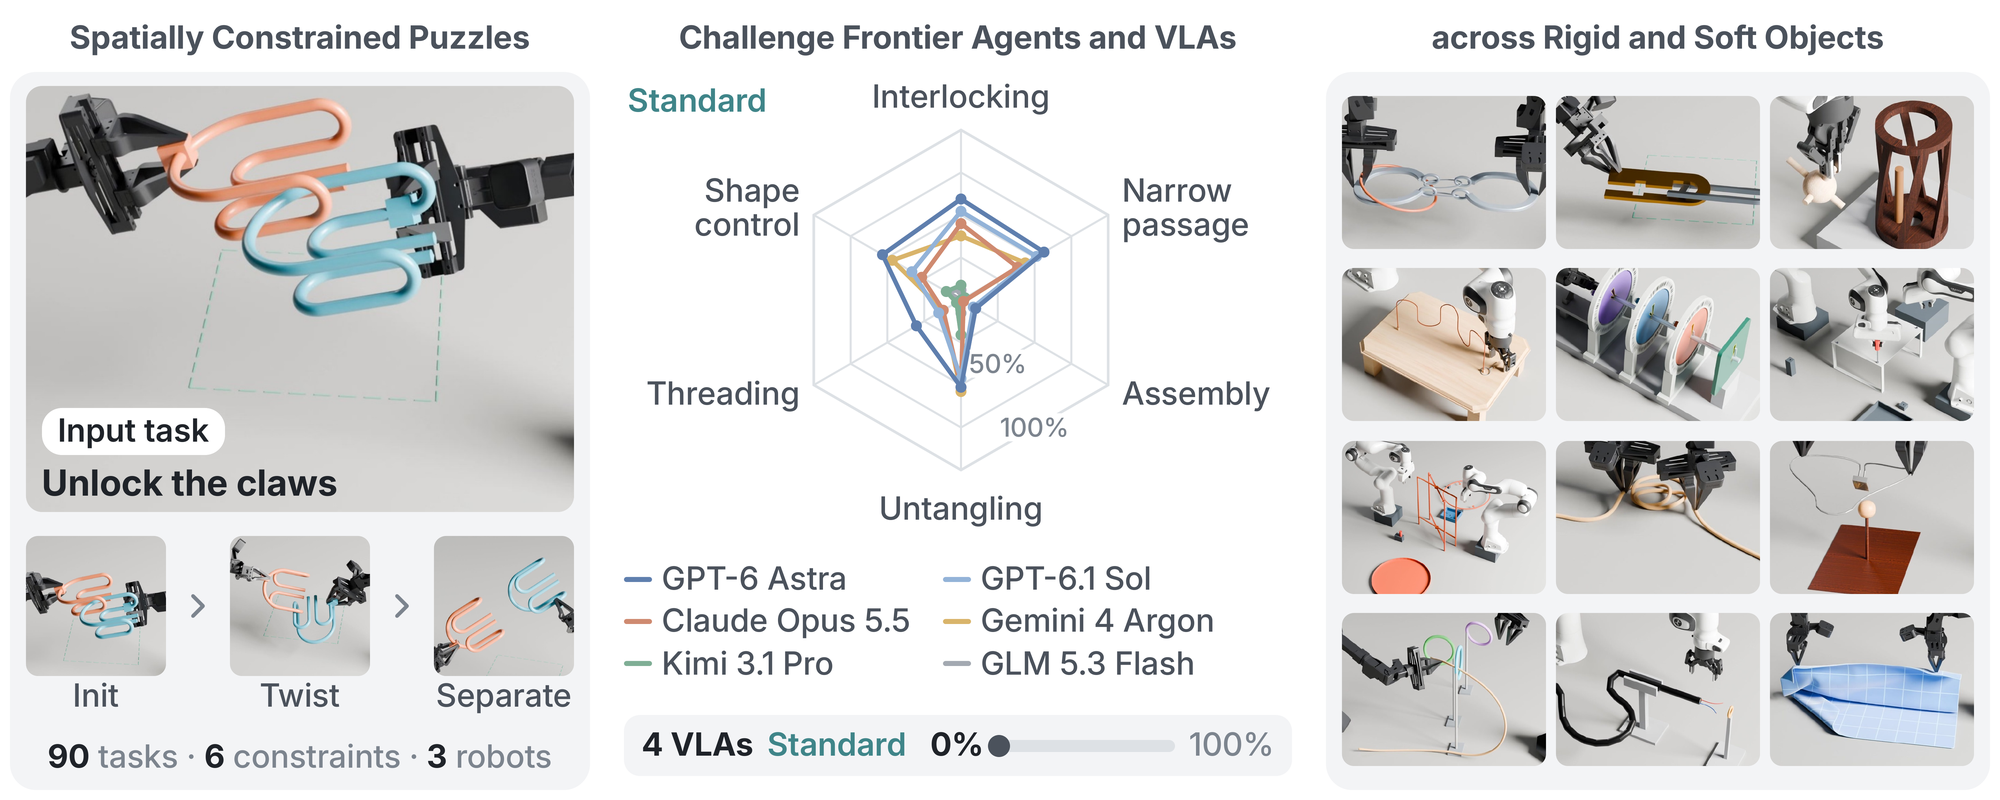 Spatially Constrained Puzzles
Input task
Unlock the claws
Init
Twist
Separate
90 tasks · 6 constraints · 3 robots
Challenge Frontier Agents and VLAs
Standard
Interlocking
Shape
control
Narrow
passage
50%
Threading
Assembly
100%
Untangling
GPT-6 Astra
GPT-6.1 Sol
Claude Opus 5.5
Gemini 4 Argon
Kimi 3.1 Pro
GLM 5.3 Flash
4 VLAs Standard 0% 100%
across Rigid and Soft Objects